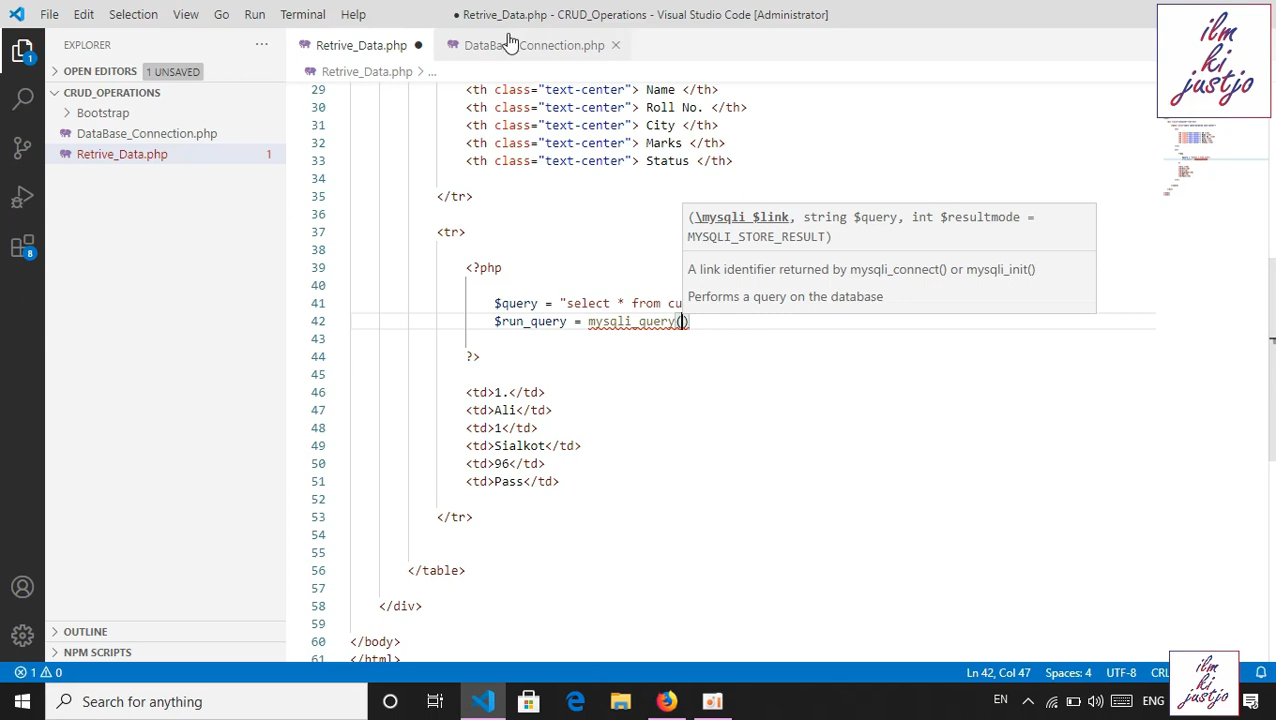 File Edit Selection View Go Run Terminal Help
● Retrive_Data.php - CRUD_Operations - Visual Studio Code [Administrator]
EXPLORER ...
Retrive_Data.php ●
Connection.php ×
OPEN EDITORS 1 UNSAVED
Retrive_Data.php > ...
CRUD_OPERATIONS
Bootstrap
DataBase_Connection.php
Retrive_Data.php 1
29 <th class="text-center"> Name </th>
30 <th class="text-center"> Roll No. </th>
31 <th class="text-center"> City </th>
32 <th class="text-center"> Marks </th>
33 <th class="text-center"> Status </th>
34
35 </tr>
36
37 <tr>
38
39 <?php
40
41 $query = "select * from cu
42 $run_query = mysqli_query()
43
44 ?>
45
46 <td>1.</td>
47 <td>Ali</td>
48 <td>1</td>
49 <td>Sialkot</td>
50 <td>96</td>
51 <td>Pass</td>
52
53 </tr>
54
55
56 </table>
57
58 </div>
59
60 </body>
61 </html>
(\mysqli $link, string $query, int $resultmode =
MYSQLI_STORE_RESULT)
A link identifier returned by mysqli_connect() or mysqli_init()
Performs a query on the database
1
8
OUTLINE
NPM SCRIPTS
1 0
Ln 42, Col 47 Spaces: 4 UTF-8
Search for anything
EN
ENG
ilm
ki
justjo
ilm
ki
justjo